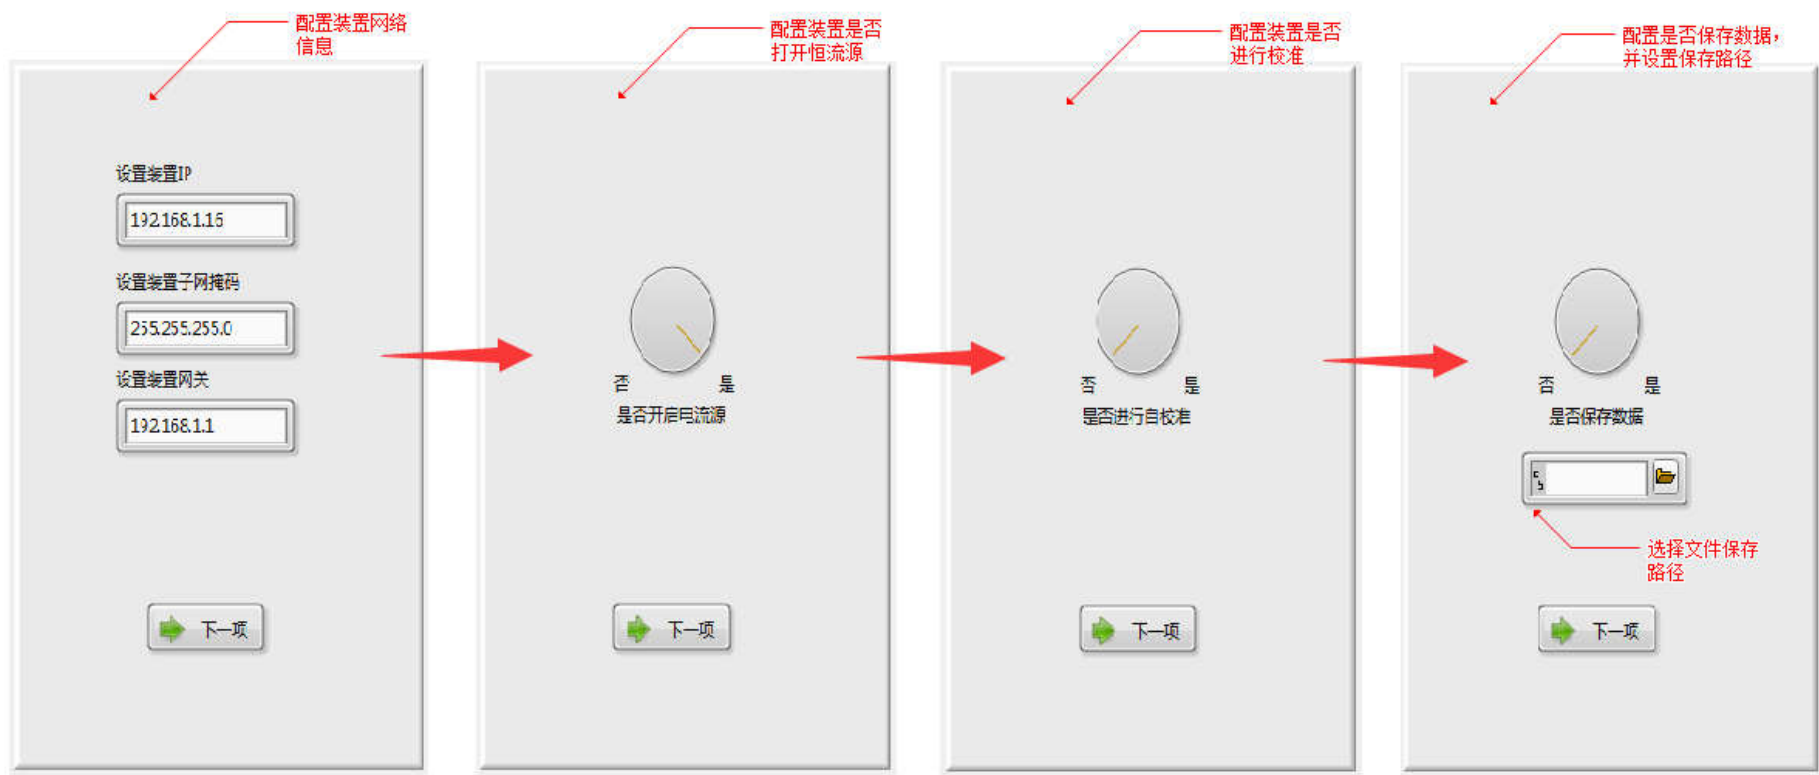 配置装置网络
信息
设置装置IP
192.168.1.15
设置装置子网掩码
255.255.255.0
设置装置网关
192.168.1.1
下一项
配置装置是否
打开恒流源
否
是
是否开启电流源
下一项
配置装置是否
进行校准
否
是
是否进行自校准
下一项
配置是否保存数据，
并设置保存路径
否
是
是否保存数据
选择文件保存
路径
下一项